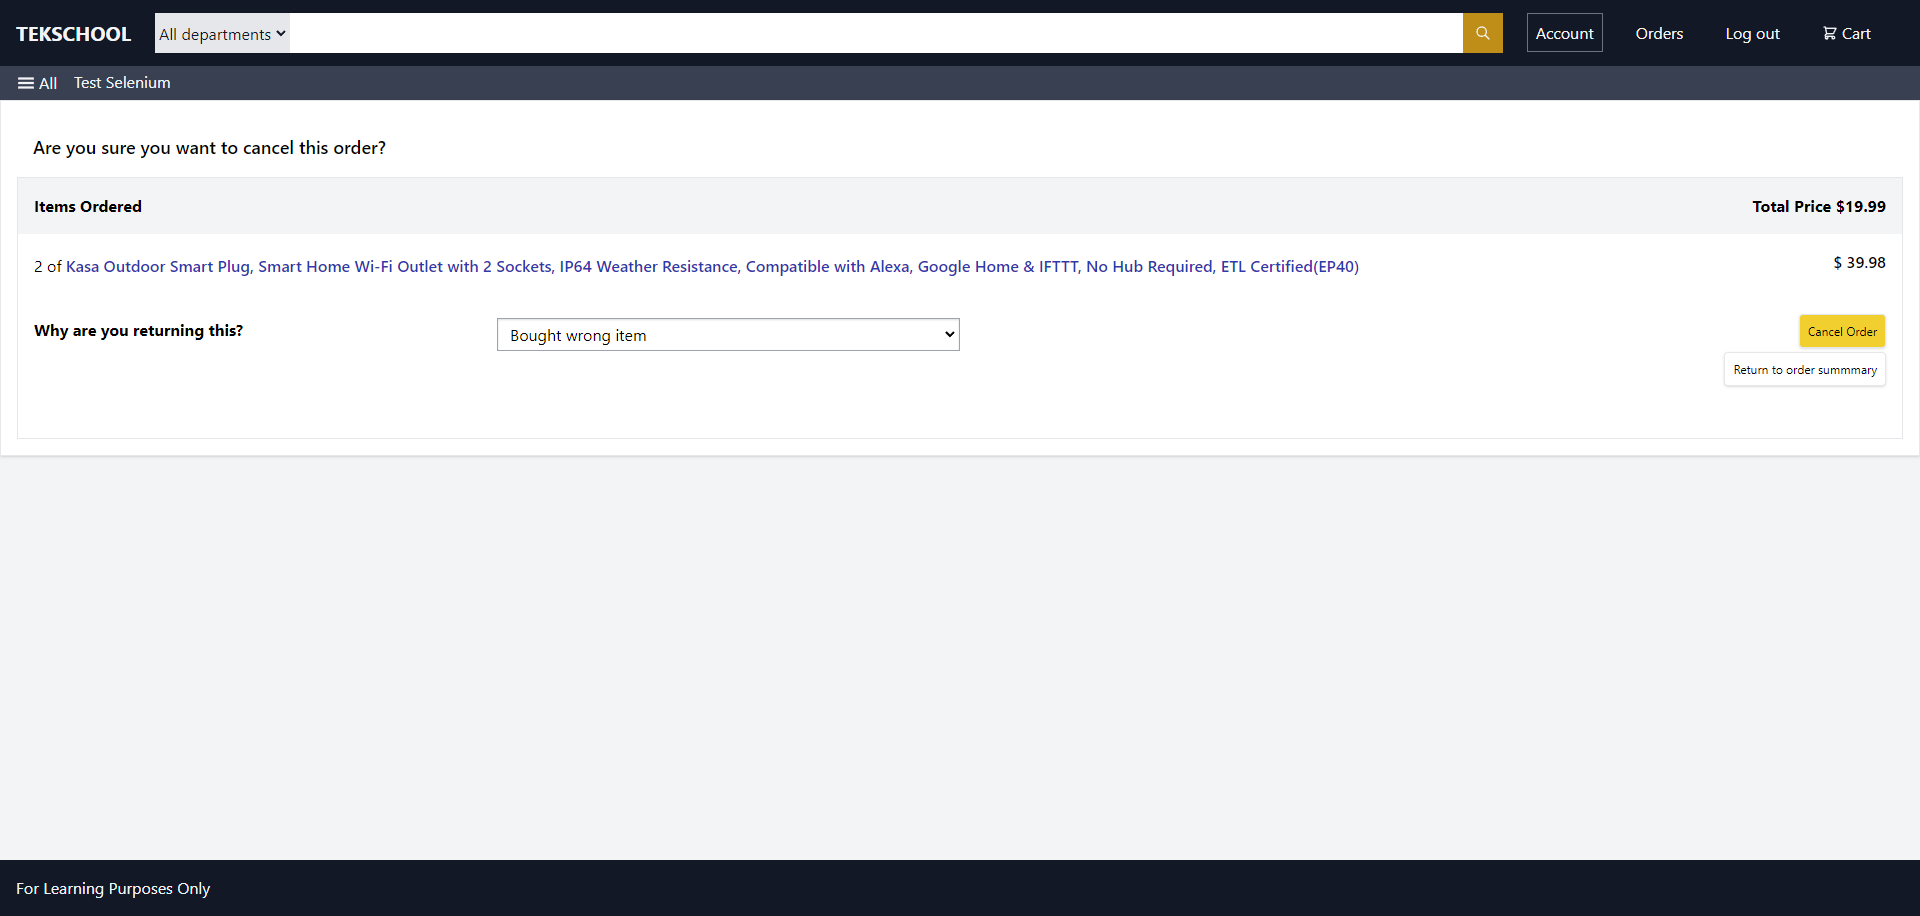 TEKSCHOOL All departments Account Orders Log out Cart
All Test Selenium
Are you sure you want to cancel this order?
Items Ordered Total Price $19.99
2 of Kasa Outdoor Smart Plug, Smart Home Wi-Fi Outlet with 2 Sockets, IP64 Weather Resistance, Compatible with Alexa, Google Home & IFTTT, No Hub Required, ETL Certified(EP40) $ 39.98
Why are you returning this? Bought wrong item Cancel Order
Return to order summmary
For Learning Purposes Only